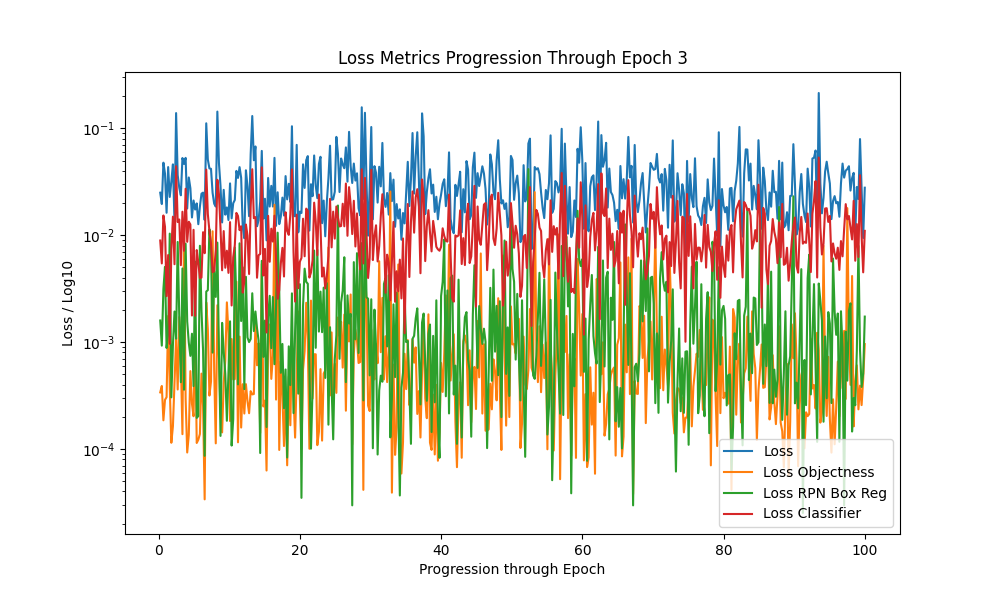 Loss Metrics Progression Through Epoch 3
Loss / Log10
10⁻¹
10⁻²
10⁻³
10⁻⁴
0 20 40 60 80 100
Progression through Epoch
Loss
Loss Objectness
Loss RPN Box Reg
Loss Classifier